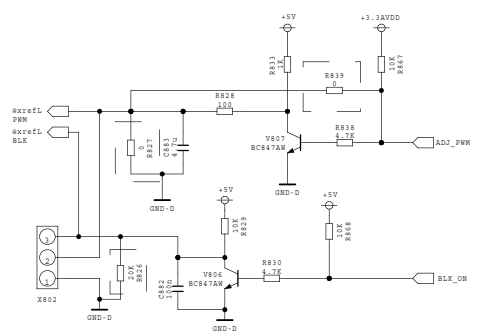 +5V
+3.3AVDD
R833
1K
R839
0
10K
R867
@xrefL
PWM
R828
100
@xrefL
BLK
0
R827
C883
4.7u
V807
BC847AW
R838
4.7K
ADJ_PWM
GND-D
GND-D
+5V
10K
R829
+5V
10K
R868
3
2
1
X802
20K
R826
C882
100n
V806
BC847AW
R830
4.7K
BLK_ON
GND-D
GND-D